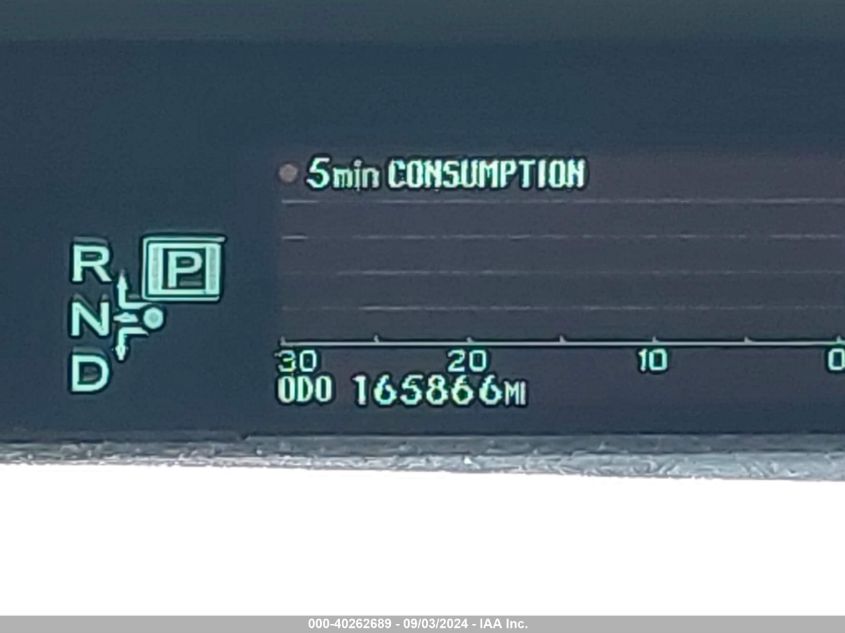 5min CONSUMPTION
R P
N
D
30 20 10 0
ODO 165866MI
000-40262689 - 09/03/2024 - IAA Inc.